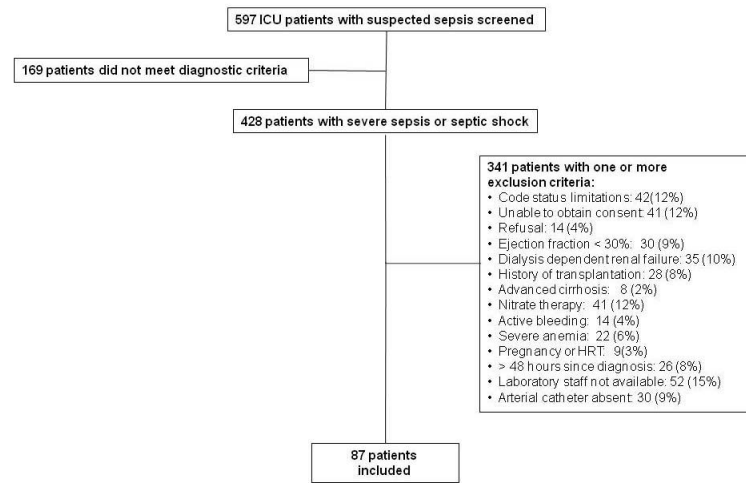 597 ICU patients with suspected sepsis screened
169 patients did not meet diagnostic criteria
428 patients with severe sepsis or septic shock
341 patients with one or more
exclusion criteria:
• Code status limitations: 42(12%)
• Unable to obtain consent: 41 (12%)
• Refusal: 14 (4%)
• Ejection fraction < 30%: 30 (9%)
• Dialysis dependent renal failure: 35 (10%)
• History of transplantation: 28 (8%)
• Advanced cirrhosis: 8 (2%)
• Nitrate therapy: 41 (12%)
• Active bleeding: 14 (4%)
• Severe anemia: 22 (6%)
• Pregnancy or HRT: 9(3%)
• > 48 hours since diagnosis: 26 (8%)
• Laboratory staff not available: 52 (15%)
• Arterial catheter absent: 30 (9%)
87 patients
included